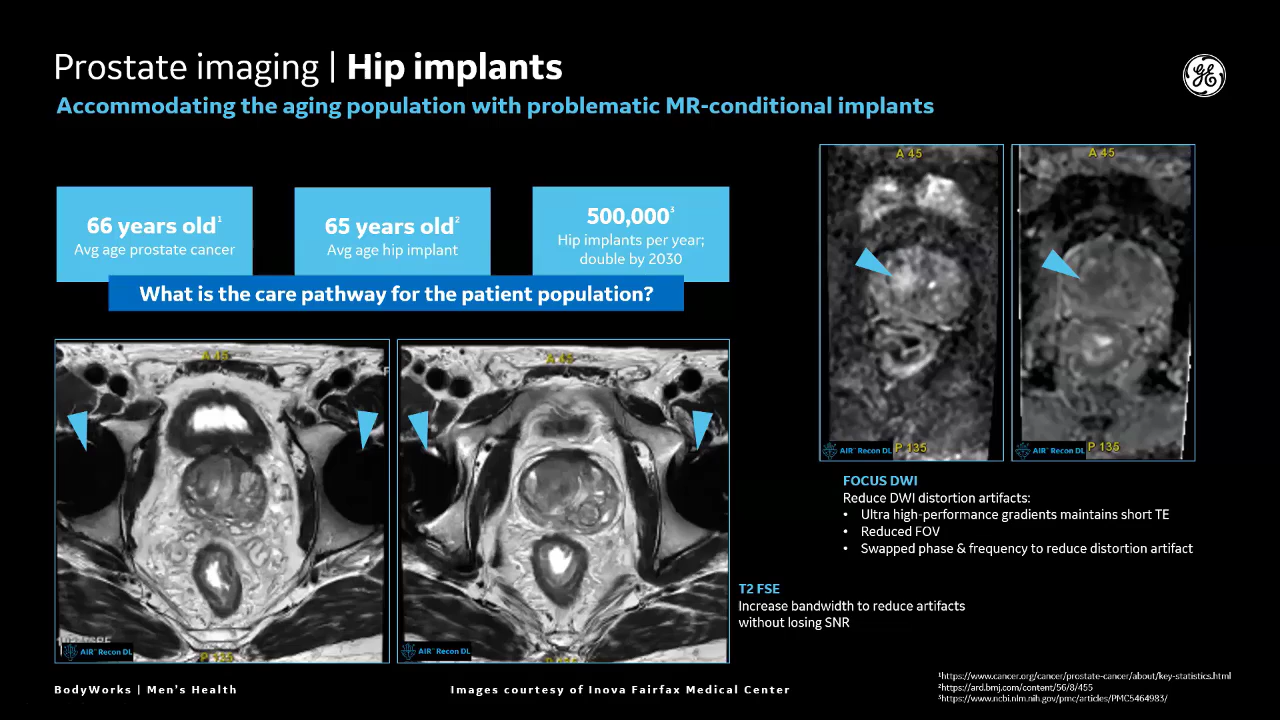 Prostate imaging | Hip implants
Accommodating the aging population with problematic MR-conditional implants
66 years old¹
Avg age prostate cancer
65 years old²
Avg age hip implant
500,000³
Hip implants per year;
double by 2030
What is the care pathway for the patient population?
A 45
A 45
A 45
A 45
AIR™ Recon DL
P 135
AIR™ Recon DL
P 135
FOCUS DWI
Reduce DWI distortion artifacts:
• Ultra high-performance gradients maintains short TE
• Reduced FOV
• Swapped phase & frequency to reduce distortion artifact
T2 FSE
Increase bandwidth to reduce artifacts
without losing SNR
AIR™ Recon DL
AIR™ Recon DL
BodyWorks | Men's Health
Images courtesy of Inova Fairfax Medical Center
¹https://www.cancer.org/cancer/prostate-cancer/about/key-statistics.html
²https://ard.bmj.com/content/56/8/455
³https://www.ncbi.nlm.nih.gov/pmc/articles/PMC5464983/